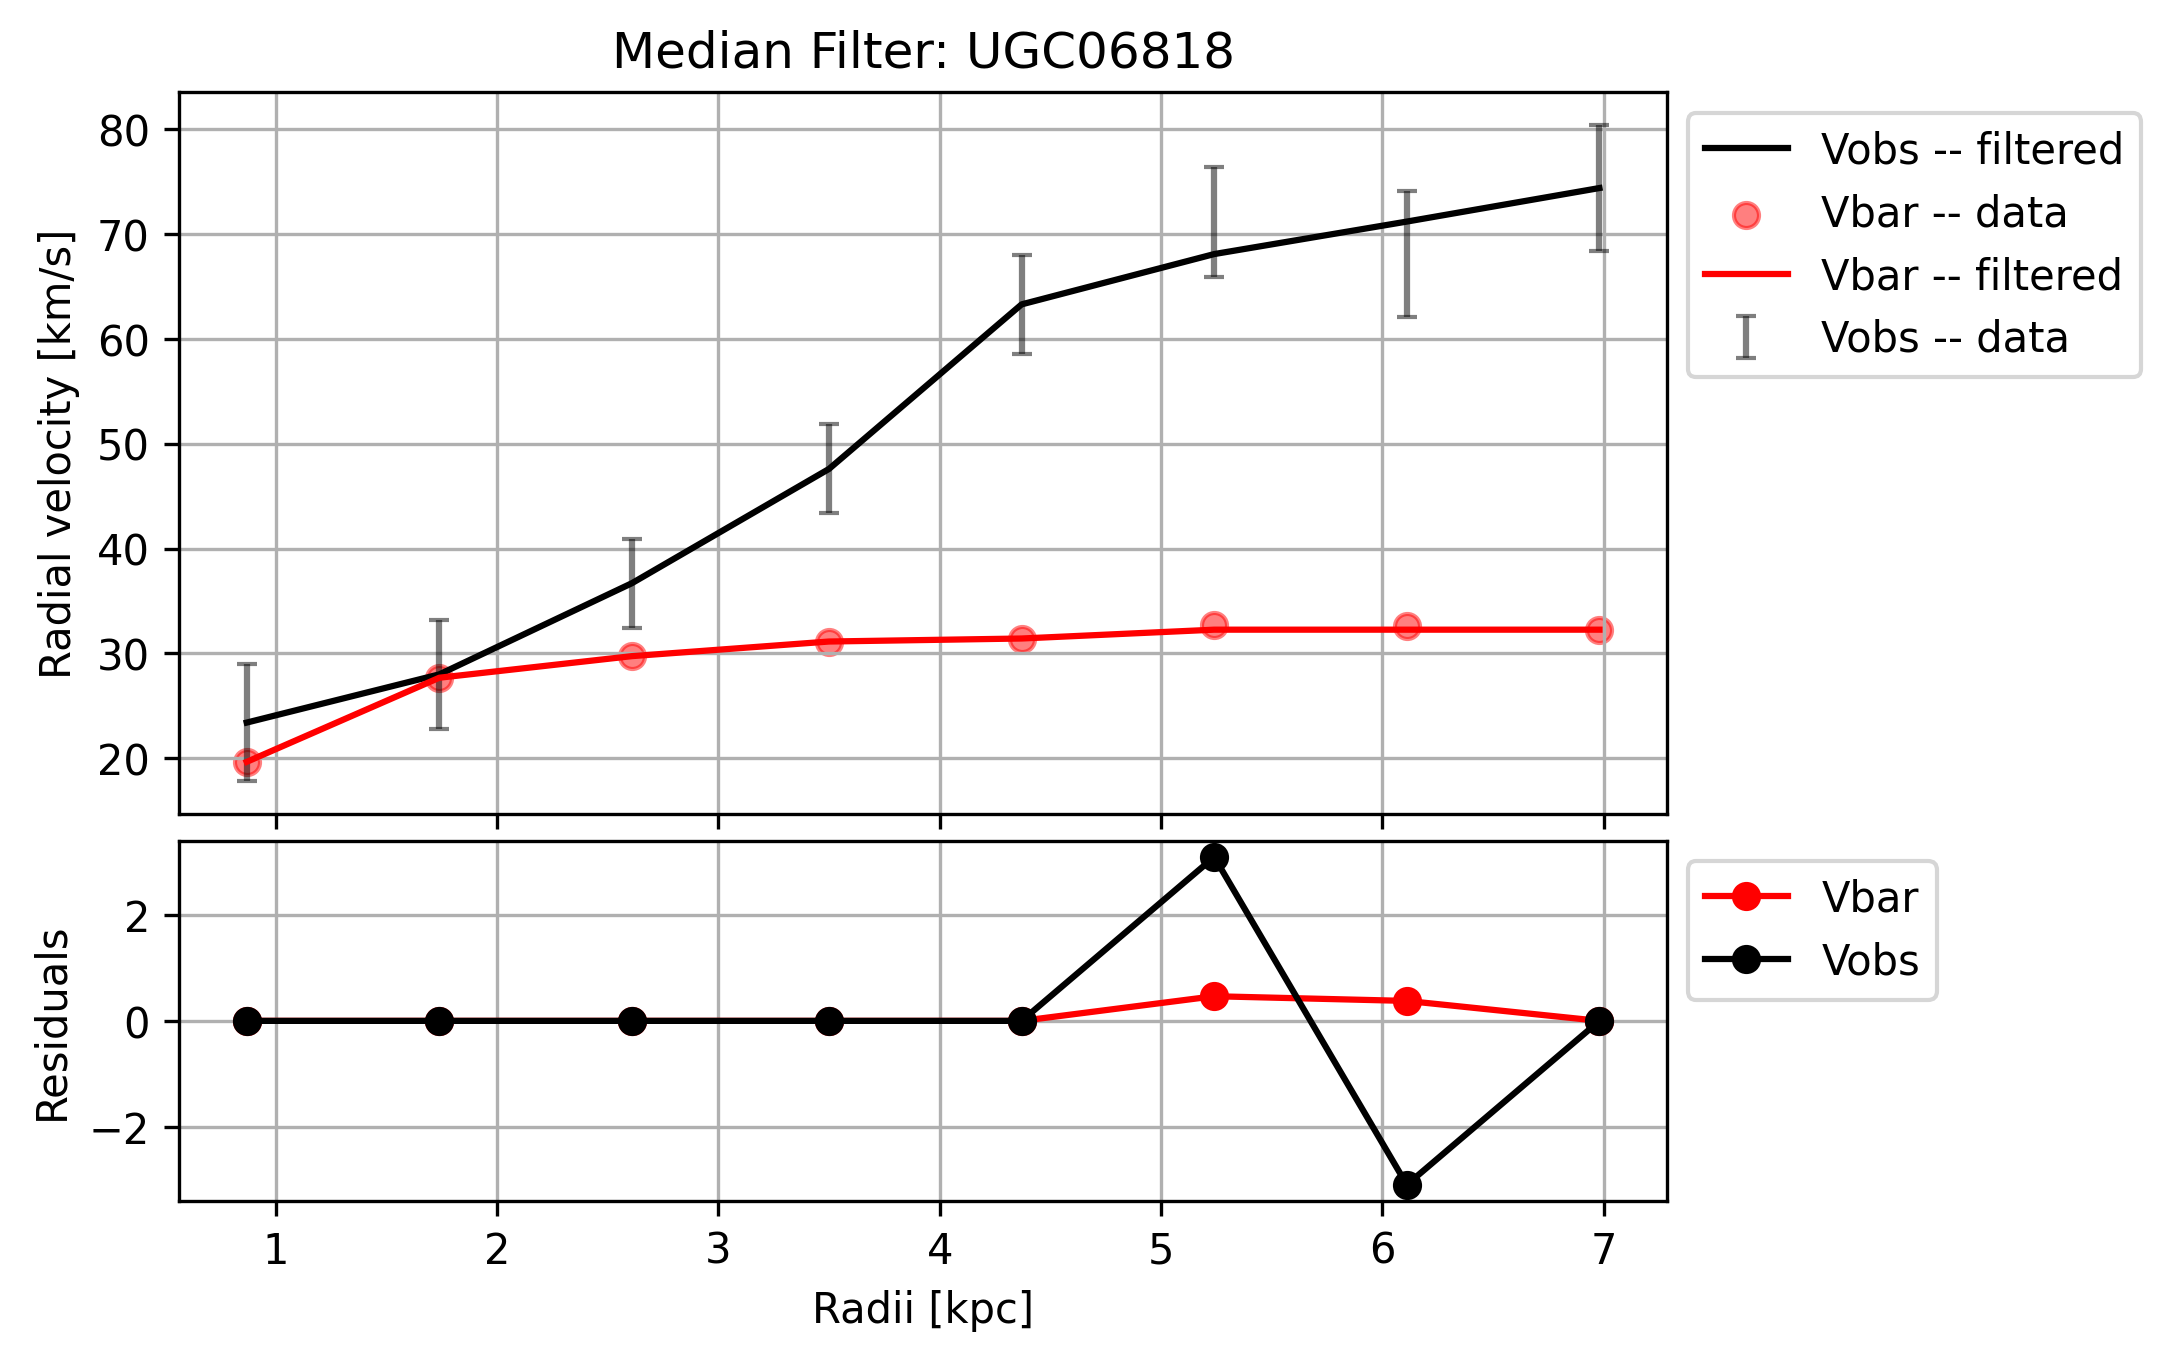 Median Filter: UGC06818
80
70
60
50
40
30
20
Radial velocity [km/s]
Vobs -- filtered
Vbar -- data
Vbar -- filtered
Vobs -- data
2
0
−2
Residuals
Vbar
Vobs
1 2 3 4 5 6 7
Radii [kpc]